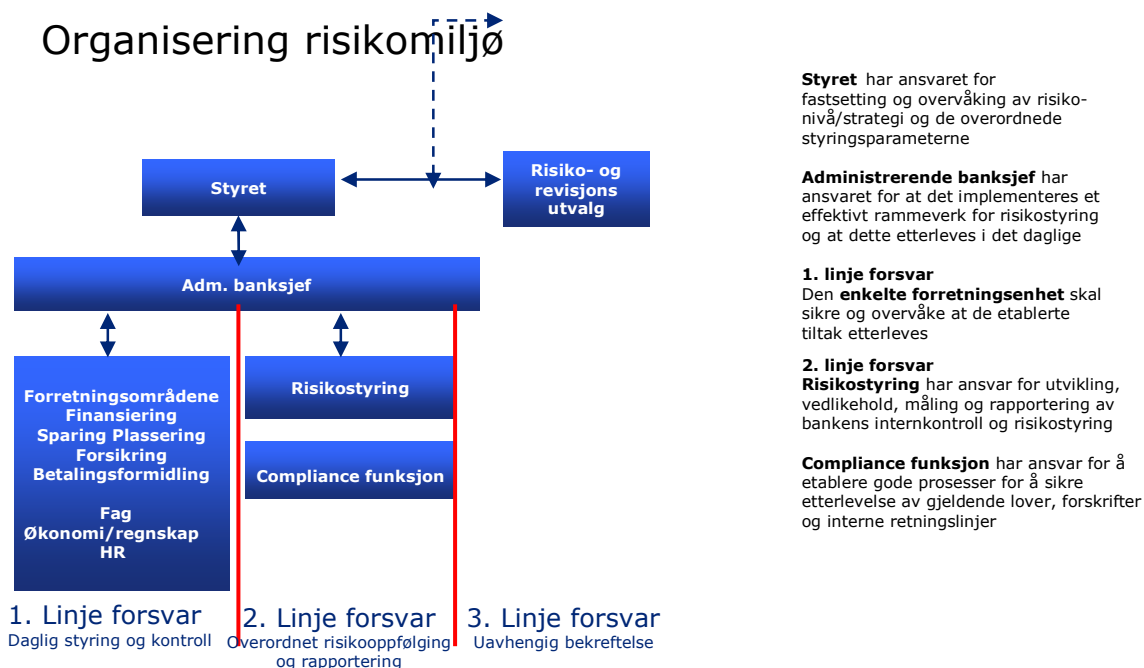 Organisering risikomiljø
Styret
Risiko- og
revisjons
utvalg
Adm. banksjef
Forretningsområdene
Finansiering
Sparing Plassering
Forsikring
Betalingsformidling
Fag
Økonomi/regnskap
HR
Risikostyring
Compliance funksjon
1. Linje forsvar
Daglig styring og kontroll
2. Linje forsvar
Overordnet risikooppfølging
og rapportering
3. Linje forsvar
Uavhengig bekreftelse
Styret har ansvaret for
fastsetting og overvåking av risiko-
nivå/strategi og de overordnede
styringsparameterne
Administrerende banksjef har
ansvaret for at det implementeres et
effektivt rammeverk for risikostyring
og at dette etterleves i det daglige
1. linje forsvar
Den enkelte forretningsenhet skal
sikre og overvåke at de etablerte
tiltak etterleves
2. linje forsvar
Risikostyring har ansvar for utvikling,
vedlikehold, måling og rapportering av
bankens internkontroll og risikostyring
Compliance funksjon har ansvar for å
etablere gode prosesser for å sikre
etterlevelse av gjeldende lover, forskrifter
og interne retningslinjer